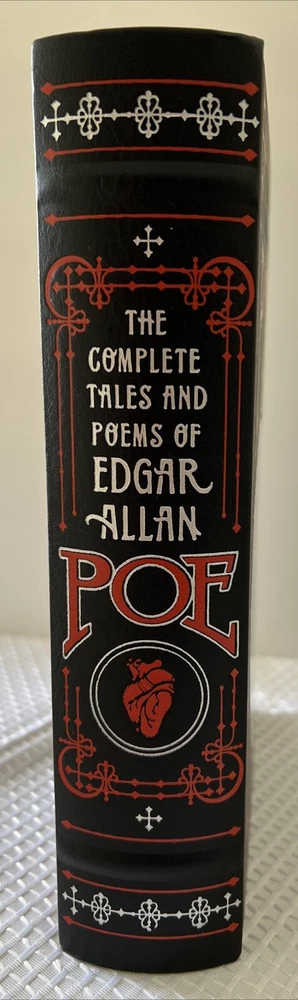 THE
COMPLETE
TALES AND
POEMS OF
EDGAR
ALLAN
POE